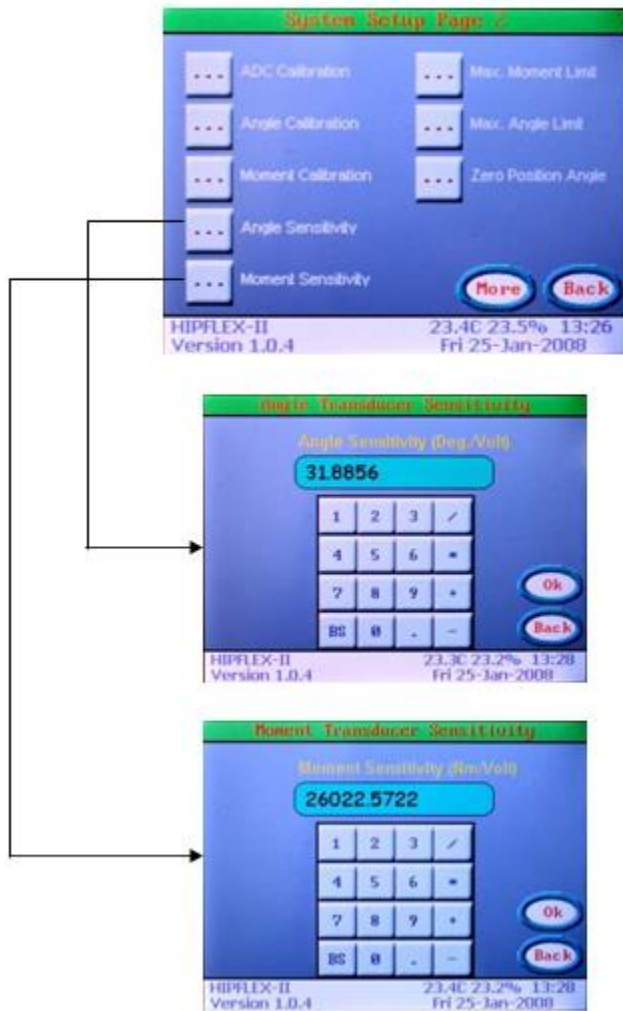 System Setup Page 2
... ADC Calibration ... Max. Moment Limit
... Angle Calibration ... Max. Angle Limit
... Moment Calibration ... Zero Position Angle
... Angle Sensitivity
... Moment Sensitivity More Back
HIPFLEX-II 23.4C 23.5% 13:26
Version 1.0.4 Fri 25-Jan-2008
Angle Transducer Sensitivity
Angle Sensitivity (Deg./Volt)
31.8856
1 2 3 /
4 5 6 *
7 8 9 + Ok
BS 0 . - Back
HIPFLEX-II 23.3C 23.2% 13:28
Version 1.0.4 Fri 25-Jan-2008
Moment Transducer Sensitivity
Moment Sensitivity (Nm/Volt)
26022.5722
1 2 3 /
4 5 6 *
7 8 9 + Ok
BS 0 . - Back
HIPFLEX-II 23.4C 23.2% 13:28
Version 1.0.4 Fri 25-Jan-2008